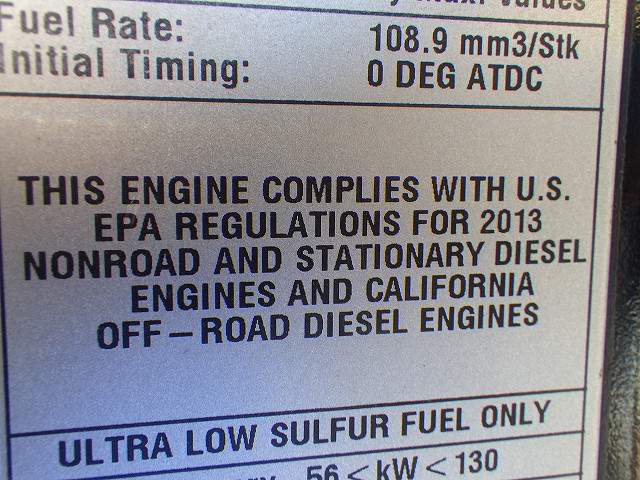 Values
Fuel Rate: 108.9 mm3/Stk
Initial Timing: 0 DEG ATDC
THIS ENGINE COMPLIES WITH U.S.
EPA REGULATIONS FOR 2013
NONROAD AND STATIONARY DIESEL
ENGINES AND CALIFORNIA
OFF-ROAD DIESEL ENGINES
ULTRA LOW SULFUR FUEL ONLY
56 < kW < 130